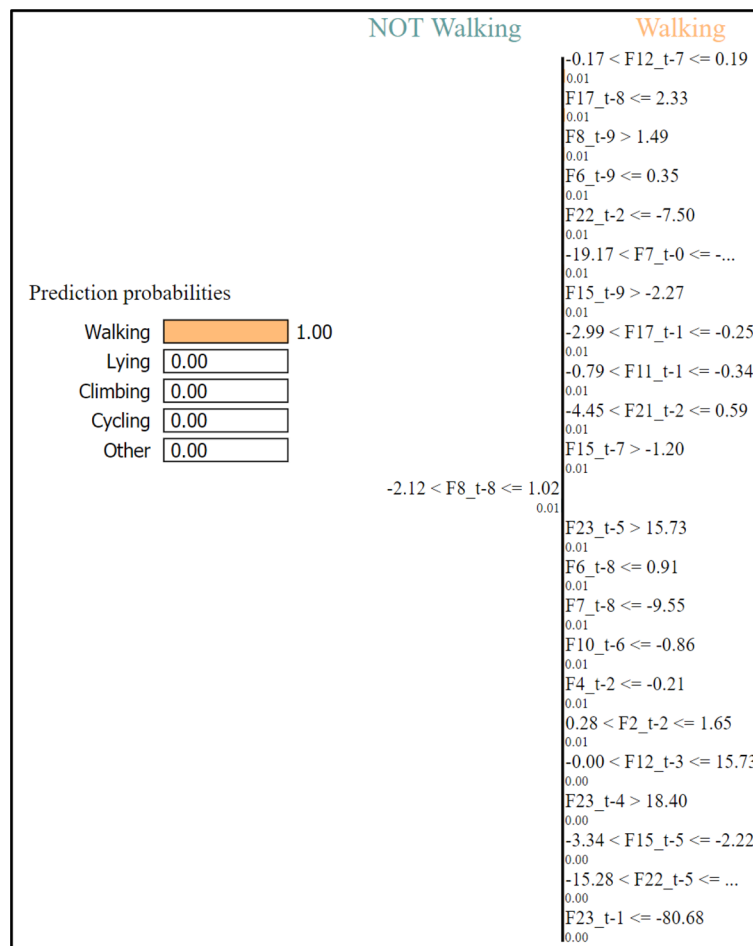 NOT Walking
Walking
-0.17 < F12_t-7 <= 0.19
0.01
F17_t-8 <= 2.33
0.01
F8_t-9 > 1.49
0.01
F6_t-9 <= 0.35
0.01
F22_t-2 <= -7.50
0.01
-19.17 < F7_t-0 <= -...
0.01
F15_t-9 > -2.27
0.01
-2.99 < F17_t-1 <= -0.25
0.01
-0.79 < F11_t-1 <= -0.34
0.01
-4.45 < F21_t-2 <= 0.59
0.01
F15_t-7 > -1.20
0.01
-2.12 < F8_t-8 <= 1.02
0.01
F23_t-5 > 15.73
0.01
F6_t-8 <= 0.91
0.01
F7_t-8 <= -9.55
0.01
F10_t-6 <= -0.86
0.01
F4_t-2 <= -0.21
0.01
0.28 < F2_t-2 <= 1.65
0.01
-0.00 < F12_t-3 <= 15.73
0.00
F23_t-4 > 18.40
0.00
-3.34 < F15_t-5 <= -2.22
0.00
-15.28 < F22_t-5 <= ...
0.00
F23_t-1 <= -80.68
0.00
Prediction probabilities
Walking 1.00
Lying 0.00
Climbing 0.00
Cycling 0.00
Other 0.00